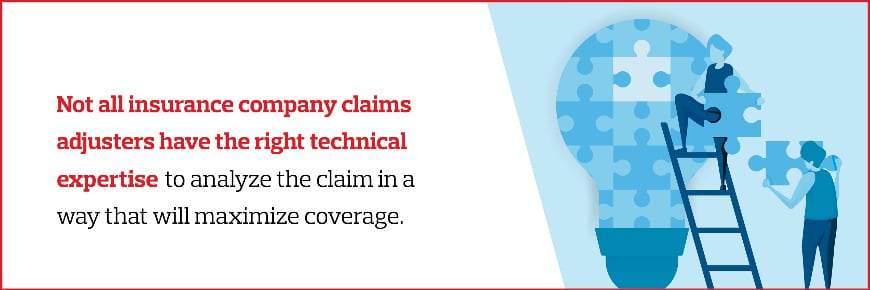 Not all insurance company claims
adjusters have the right technical
expertise to analyze the claim in a
way that will maximize coverage.